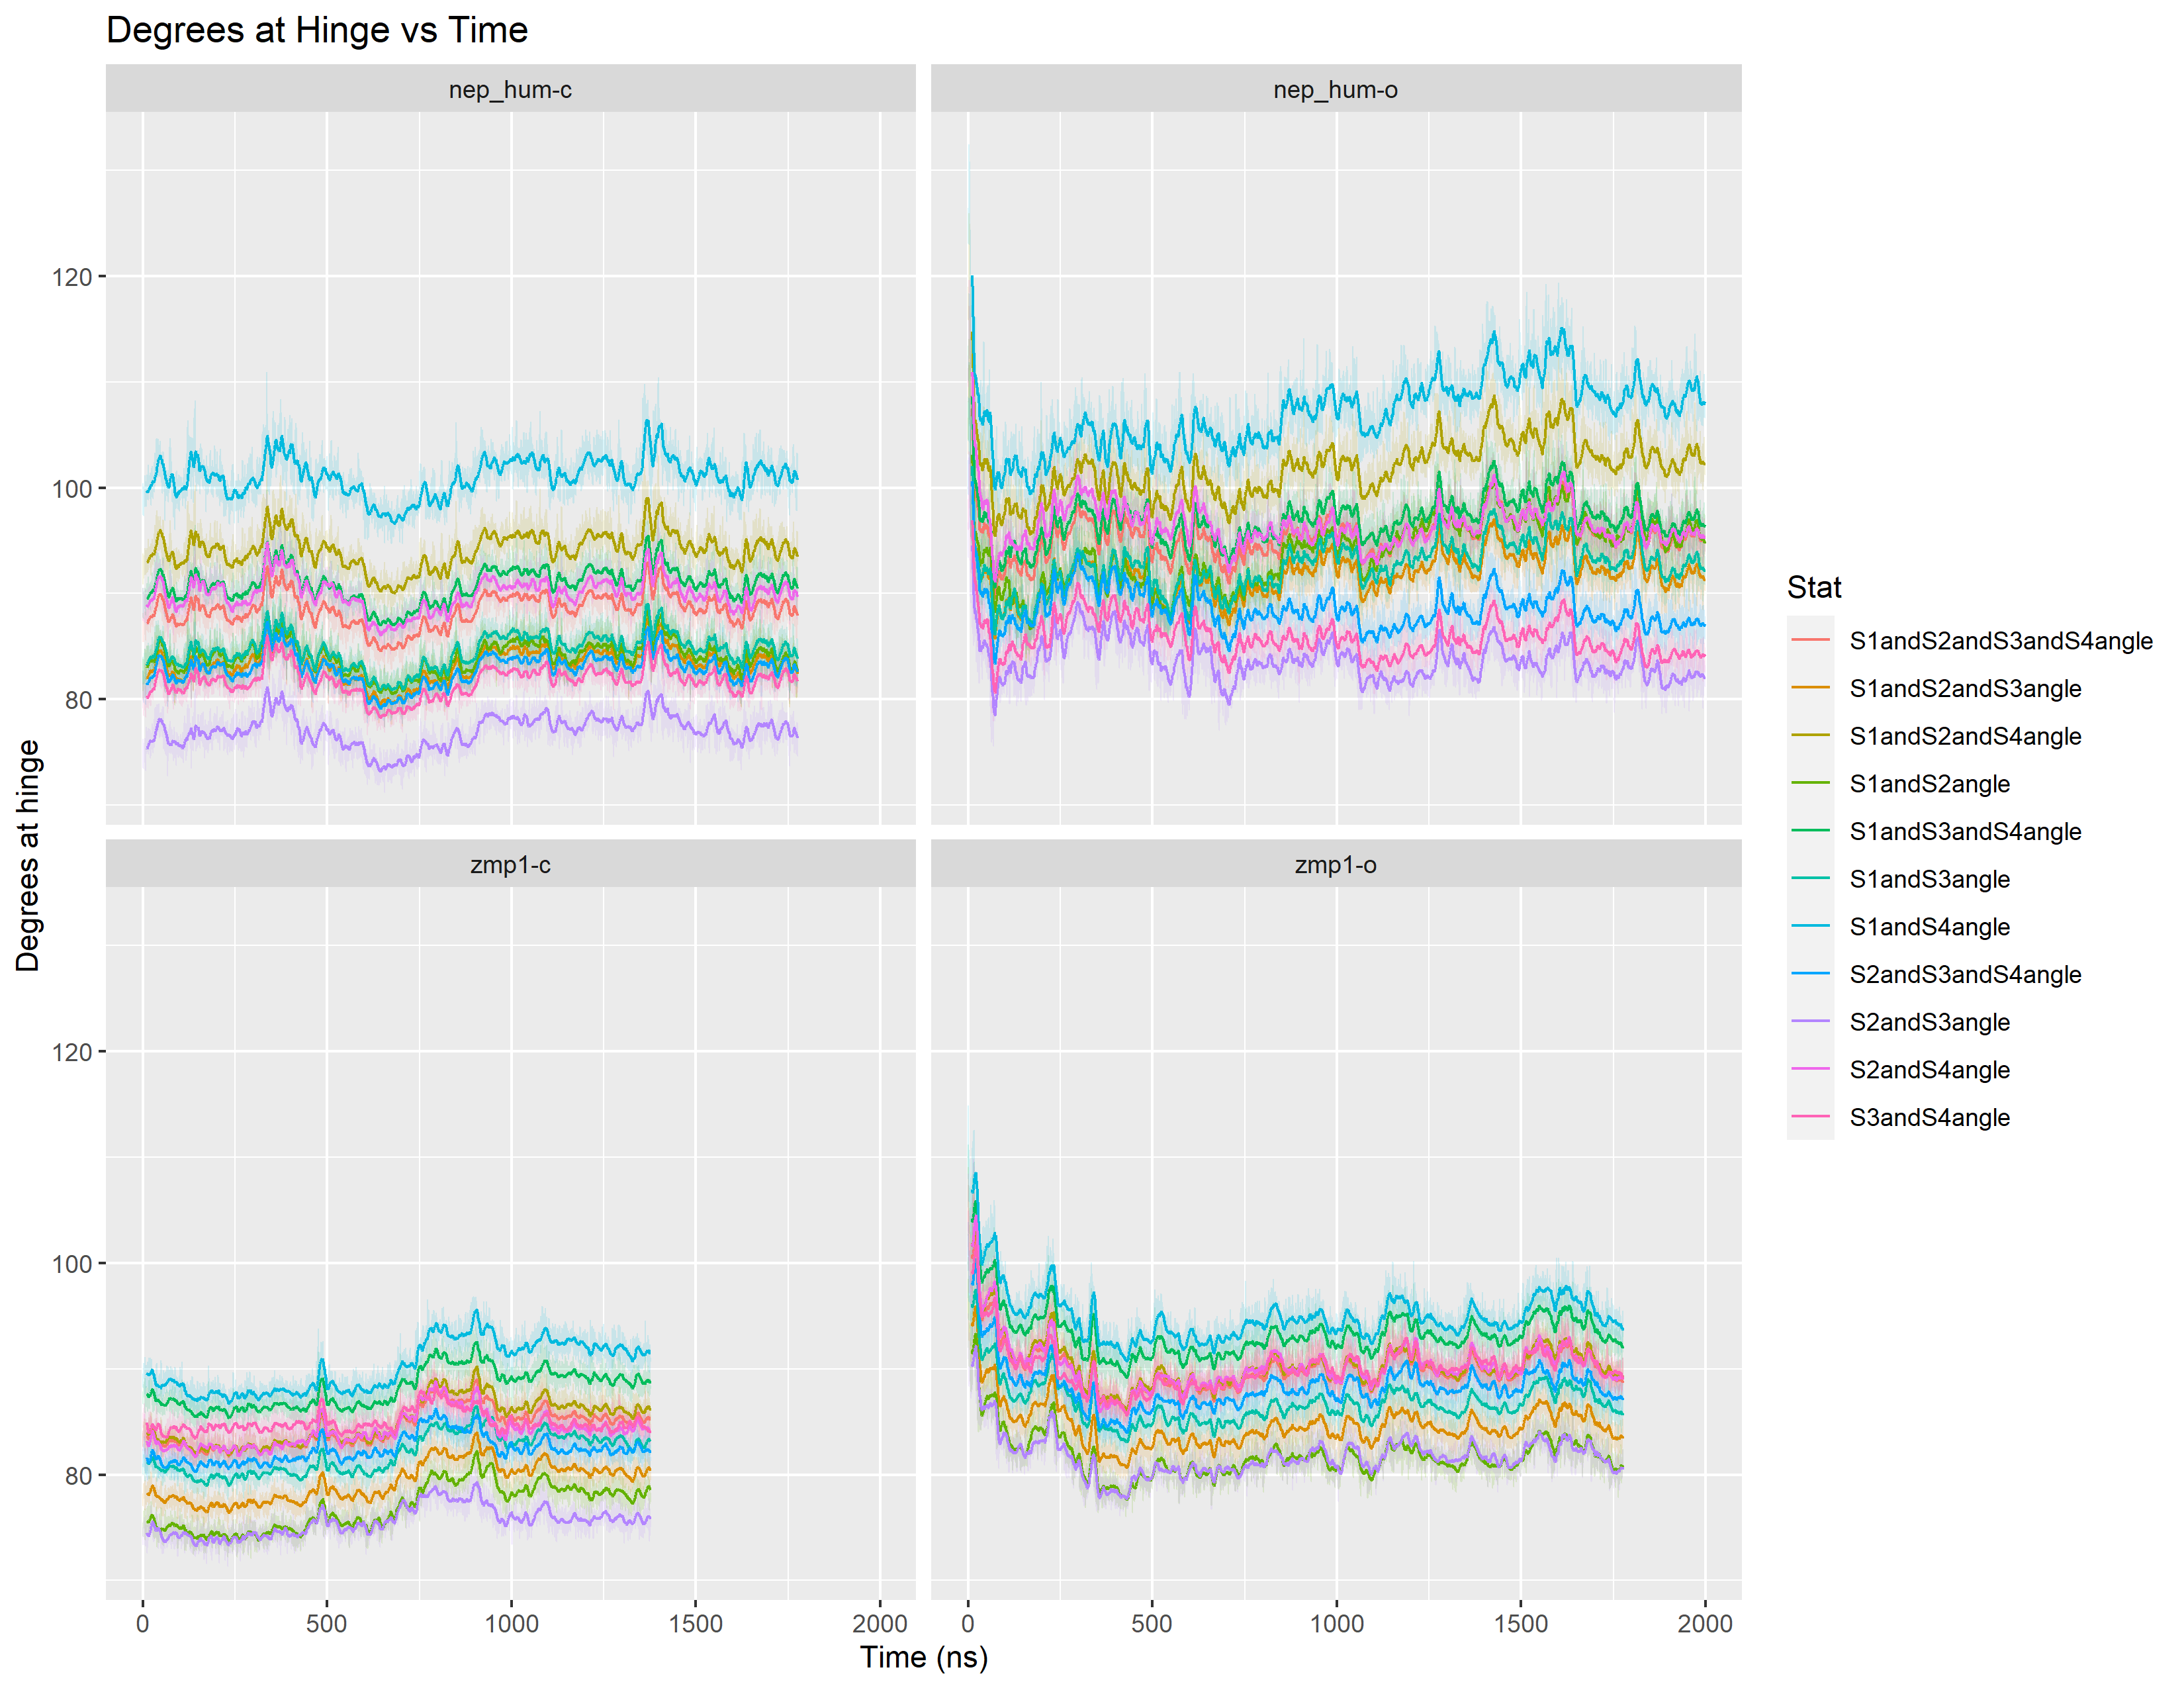 Degrees at Hinge vs Time
nep_hum-c
nep_hum-o
120
100
80
zmp1-c
zmp1-o
120
100
80
0 500 1000 1500 2000
0 500 1000 1500 2000
Time (ns)
Degrees at hinge
Stat
S1andS2andS3andS4angle
S1andS2andS3angle
S1andS2andS4angle
S1andS2angle
S1andS3andS4angle
S1andS3angle
S1andS4angle
S2andS3andS4angle
S2andS3angle
S2andS4angle
S3andS4angle